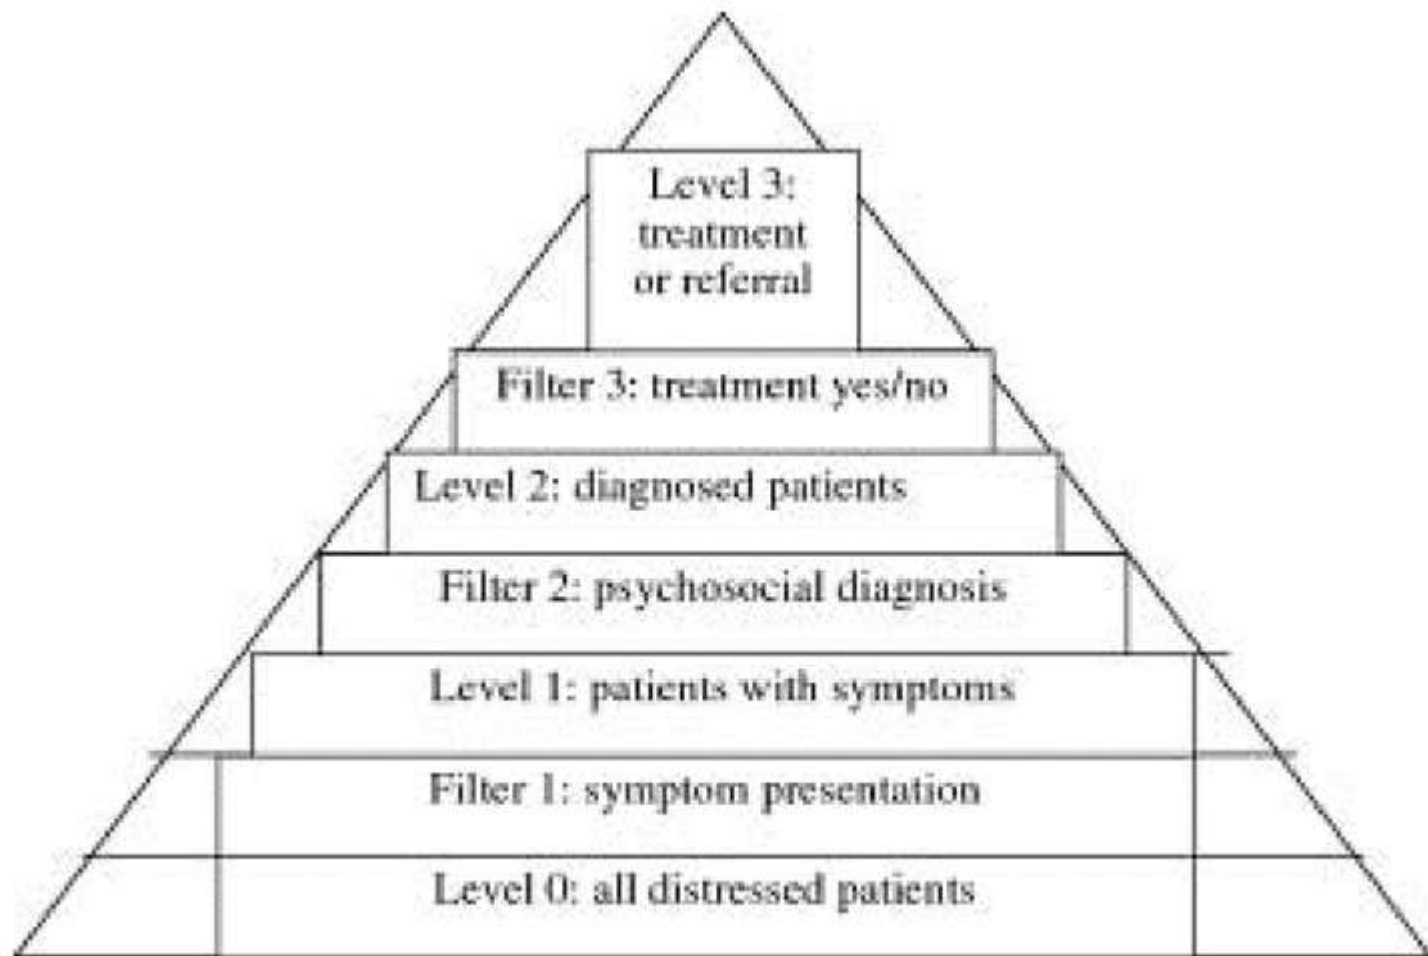 Level 3:
treatment
or referral
Filter 3: treatment yes/no
Level 2: diagnosed patients
Filter 2: psychosocial diagnosis
Level 1: patients with symptoms
Filter 1: symptom presentation
Level 0: all distressed patients